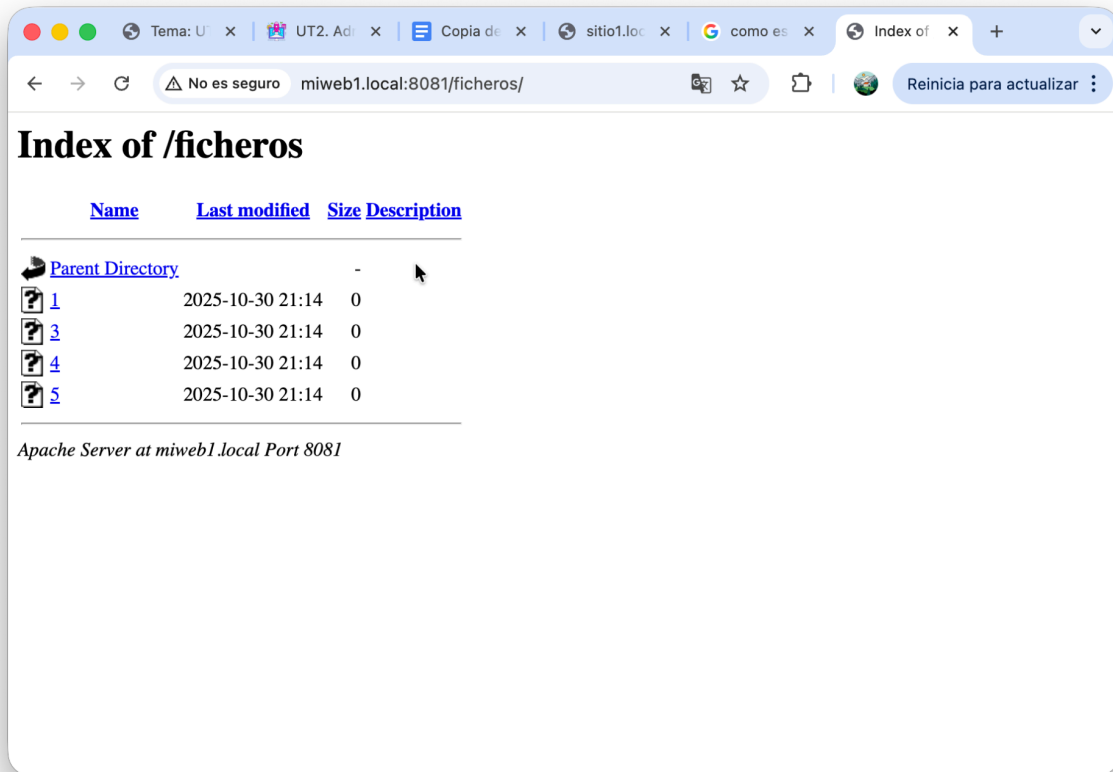 Tema: U
UT2. Ad
Copia de
sitio1.loc
como es
Index of
No es seguro
miweb1.local:8081/ficheros/
Reinicia para actualizar
Index of /ficheros
Name Last modified Size Description
Parent Directory -
1 2025-10-30 21:14 0
3 2025-10-30 21:14 0
4 2025-10-30 21:14 0
5 2025-10-30 21:14 0
Apache Server at miweb1.local Port 8081